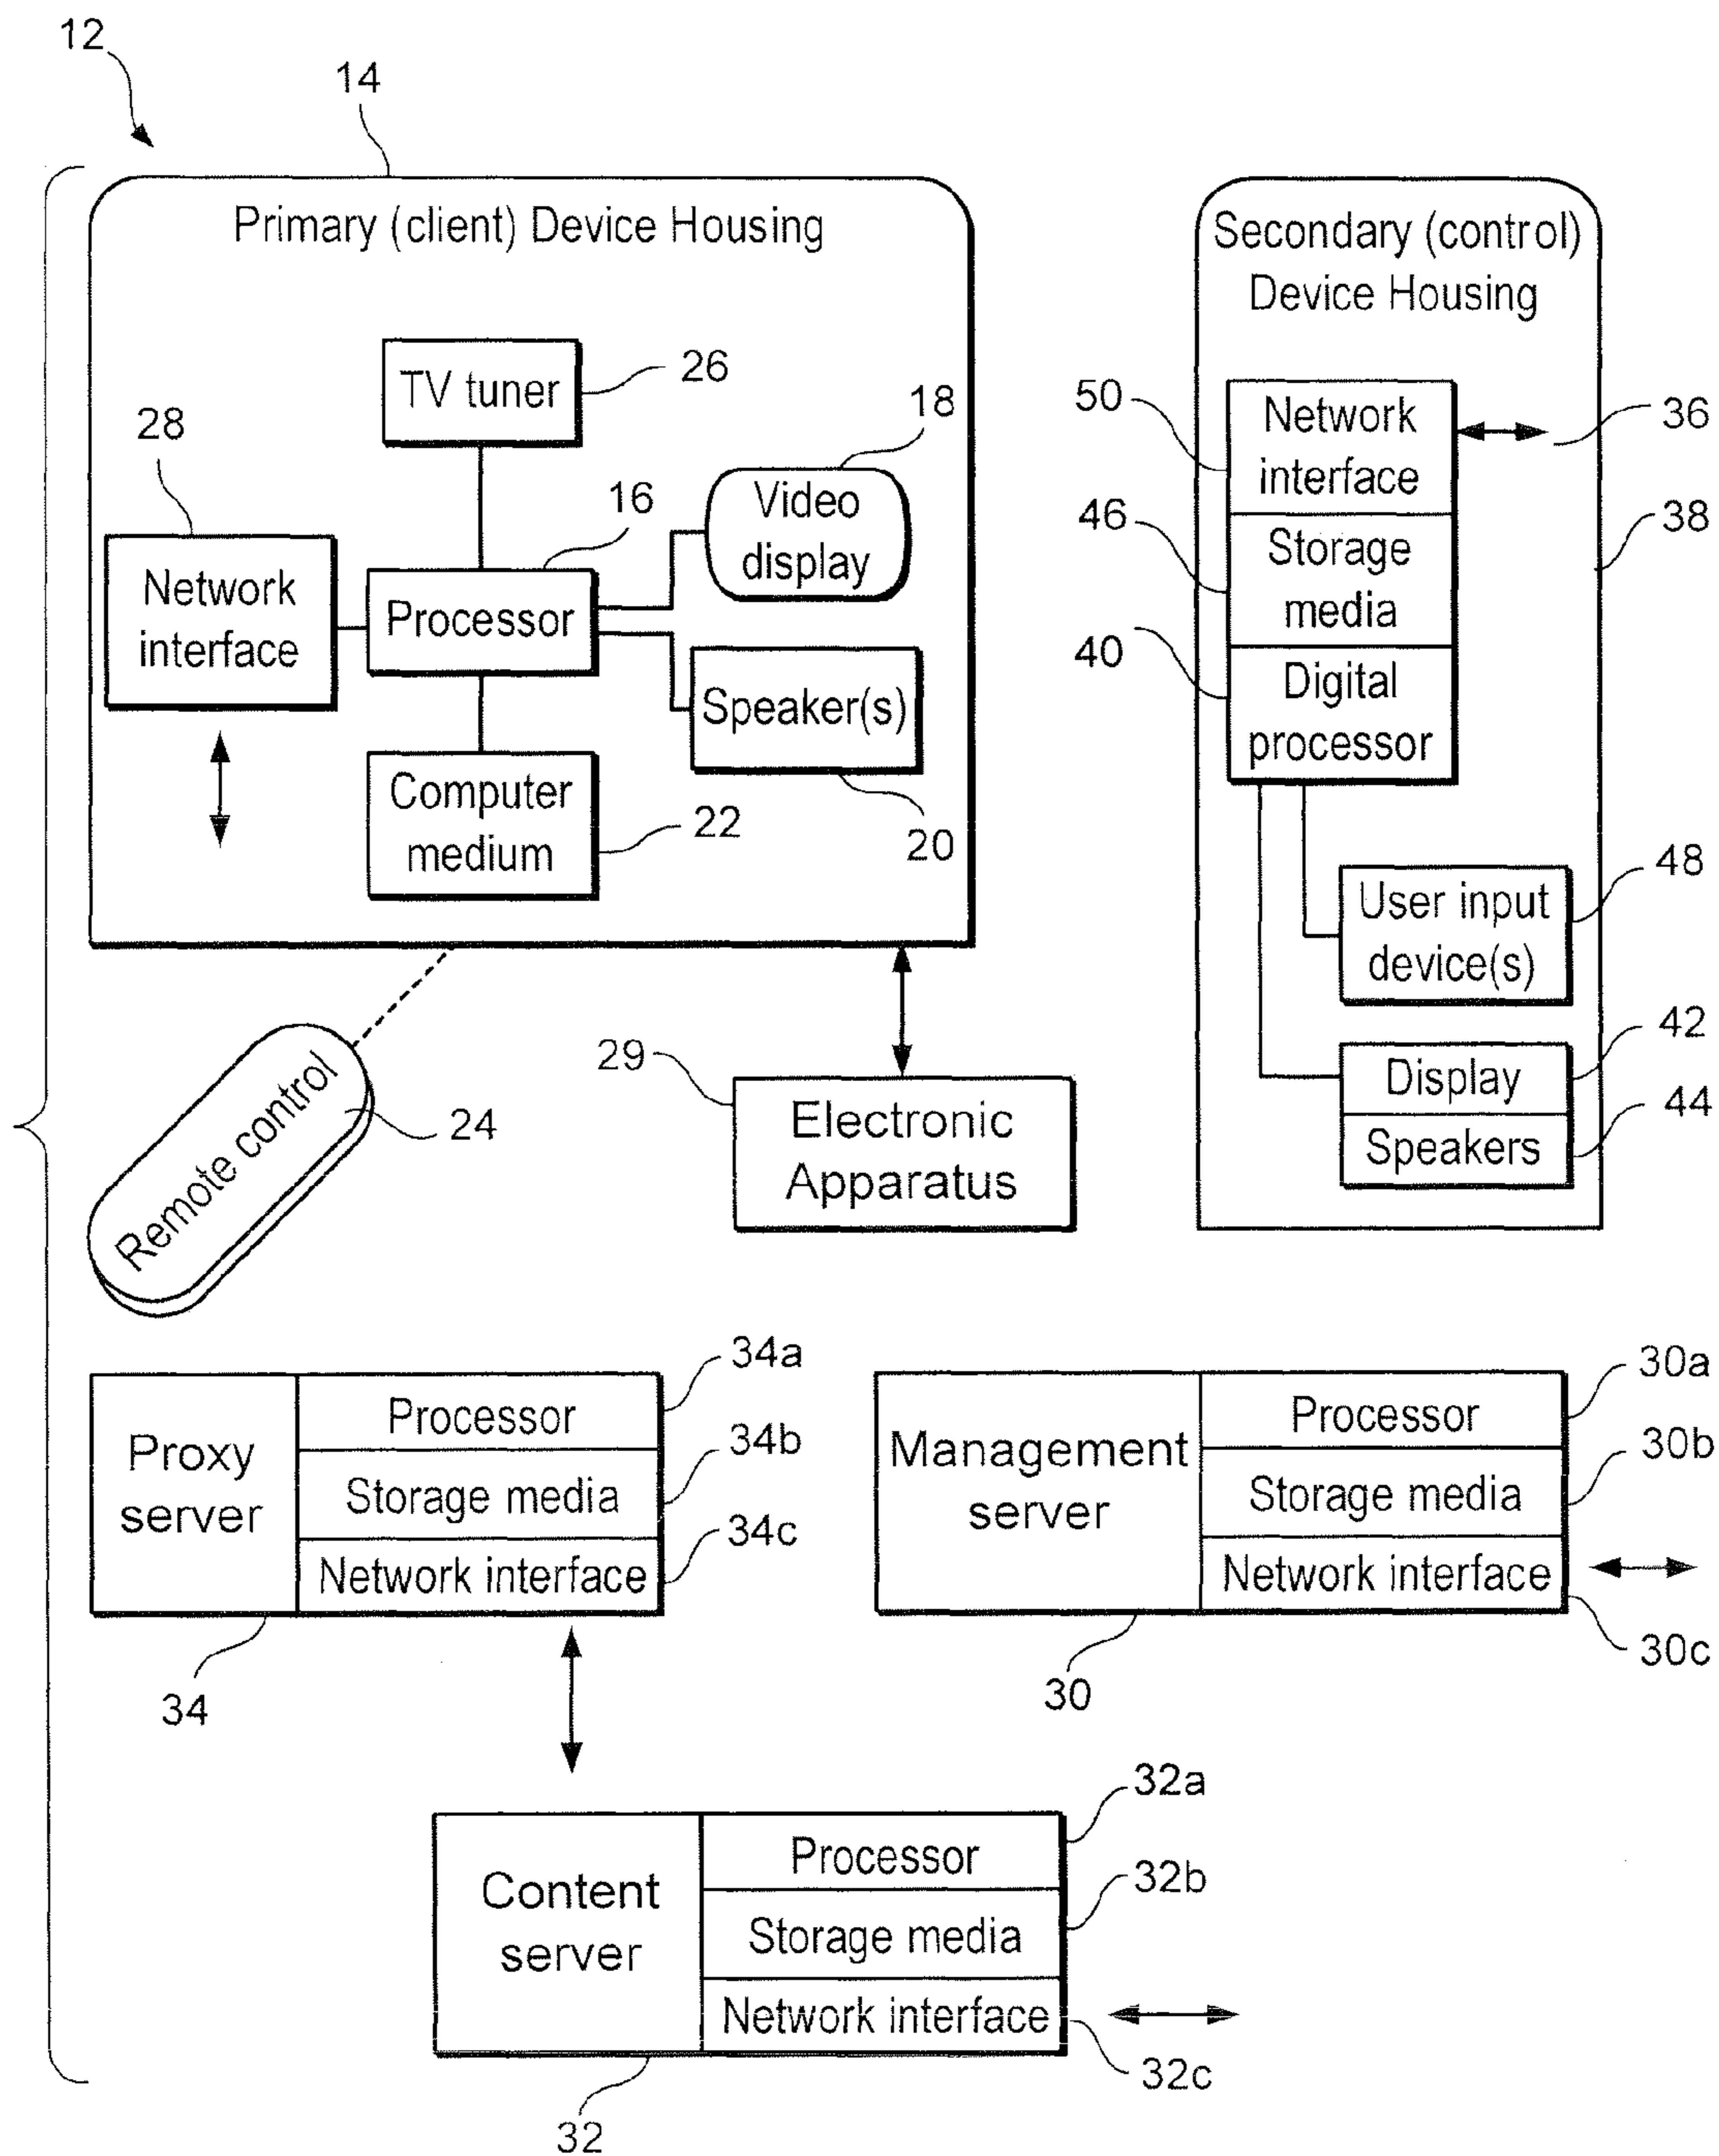 12
14
Primary (client) Device Housing
TV tuner
26
18
28
16
Video
display
Network
interface
Processor
Speaker(s)
Computer
medium
22
20
Remote control
24
29
Electronic
Apparatus
Secondary (control)
Device Housing
50
Network
interface
36
46
Storage
media
38
40
Digital
processor
48
User input
device(s)
42
Display
44
Speakers
34a
Proxy
server
Processor
34b
Storage media
34c
Network interface
34
30a
Management
server
Processor
30b
Storage media
Network interface
30c
30
32a
Content
server
Processor
32b
Storage media
Network interface
32c
32